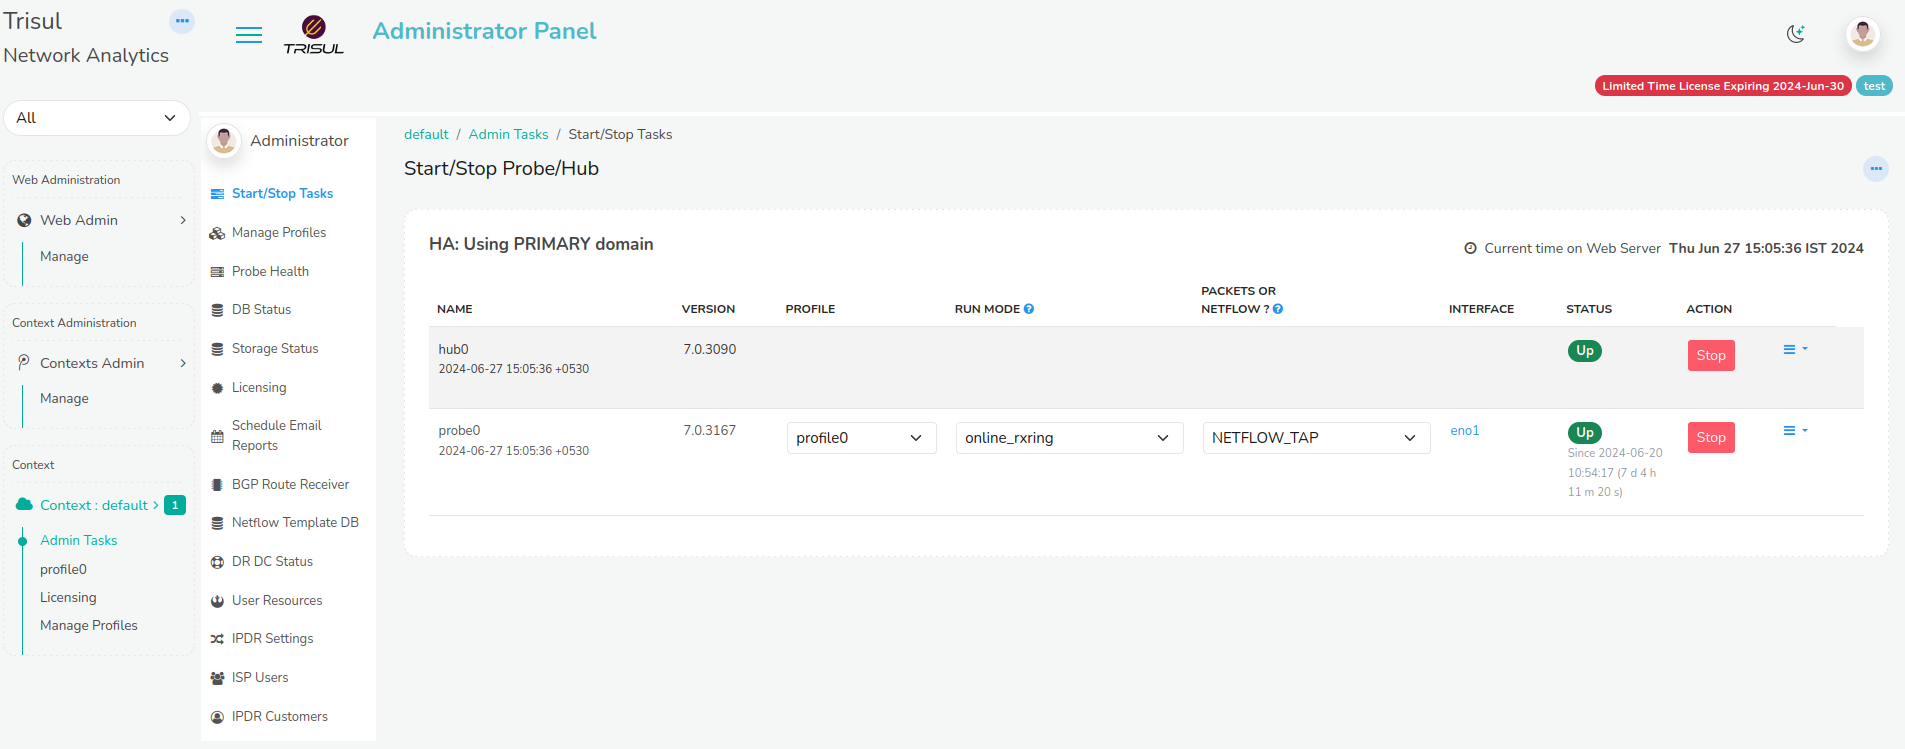 Trisul
Network Analytics
TRISUL
Administrator Panel
Limited Time License Expiring 2024-Jun-30
test
All
Web Administration
Web Admin
Manage
Context Administration
Contexts Admin
Manage
Context
Context : default
1
Admin Tasks
profile0
Licensing
Manage Profiles
Administrator
Start/Stop Tasks
Manage Profiles
Probe Health
DB Status
Storage Status
Licensing
Schedule Email
Reports
BGP Route Receiver
Netflow Template DB
DR DC Status
User Resources
IPDR Settings
ISP Users
IPDR Customers
default / Admin Tasks / Start/Stop Tasks
Start/Stop Probe/Hub
HA: Using PRIMARY domain
Current time on Web Server Thu Jun 27 15:05:36 IST 2024
NAME VERSION PROFILE RUN MODE ? PACKETS OR
NETFLOW ? ? INTERFACE STATUS ACTION
hub0 7.0.3090 Up Stop
2024-06-27 15:05:36 +0530
probe0 7.0.3167 profile0 online_rxring NETFLOW_TAP eno1 Up Stop
2024-06-27 15:05:36 +0530
Since 2024-06-20
10:54:17 (7 d 4 h
11 m 20 s)